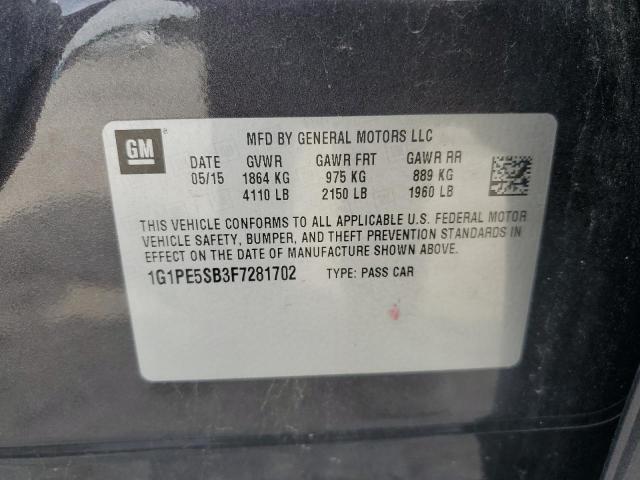 GM
MFD BY GENERAL MOTORS LLC
DATE GVWR GAWR FRT GAWR RR
05/15 1864 KG 975 KG 889 KG
4110 LB 2150 LB 1960 LB
THIS VEHICLE CONFORMS TO ALL APPLICABLE U.S. FEDERAL MOTOR
VEHICLE SAFETY, BUMPER, AND THEFT PREVENTION STANDARDS IN
EFFECT ON THE DATE OF MANUFACTURE SHOWN ABOVE.
1G1PE5SB3F7281702 TYPE: PASS CAR